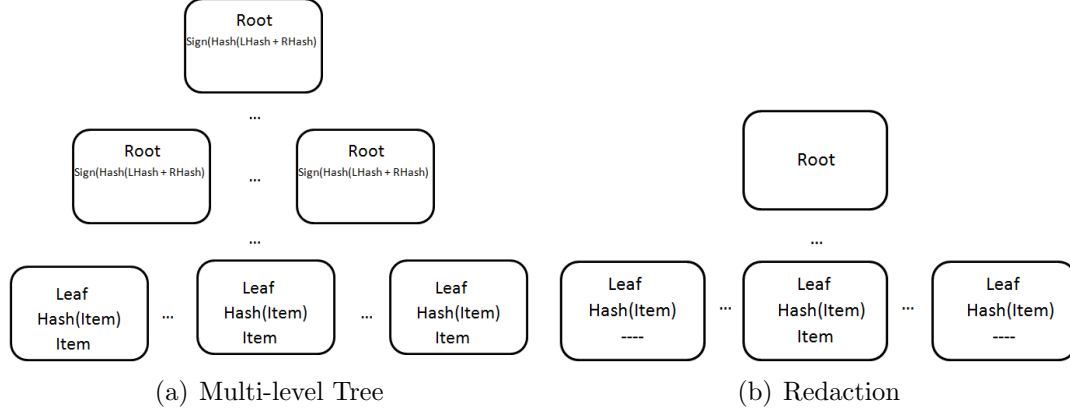 Root
Sign(Hash(LHash + RHash)
...
Root
Sign(Hash(LHash + RHash)
...
Root
Sign(Hash(LHash + RHash)
...
Leaf
Hash(Item)
Item
...
Leaf
Hash(Item)
Item
...
Leaf
Hash(Item)
Item
(a) Multi-level Tree
Root
...
Leaf
Hash(Item)
----
...
Leaf
Hash(Item)
Item
...
Leaf
Hash(Item)
----
(b) Redaction